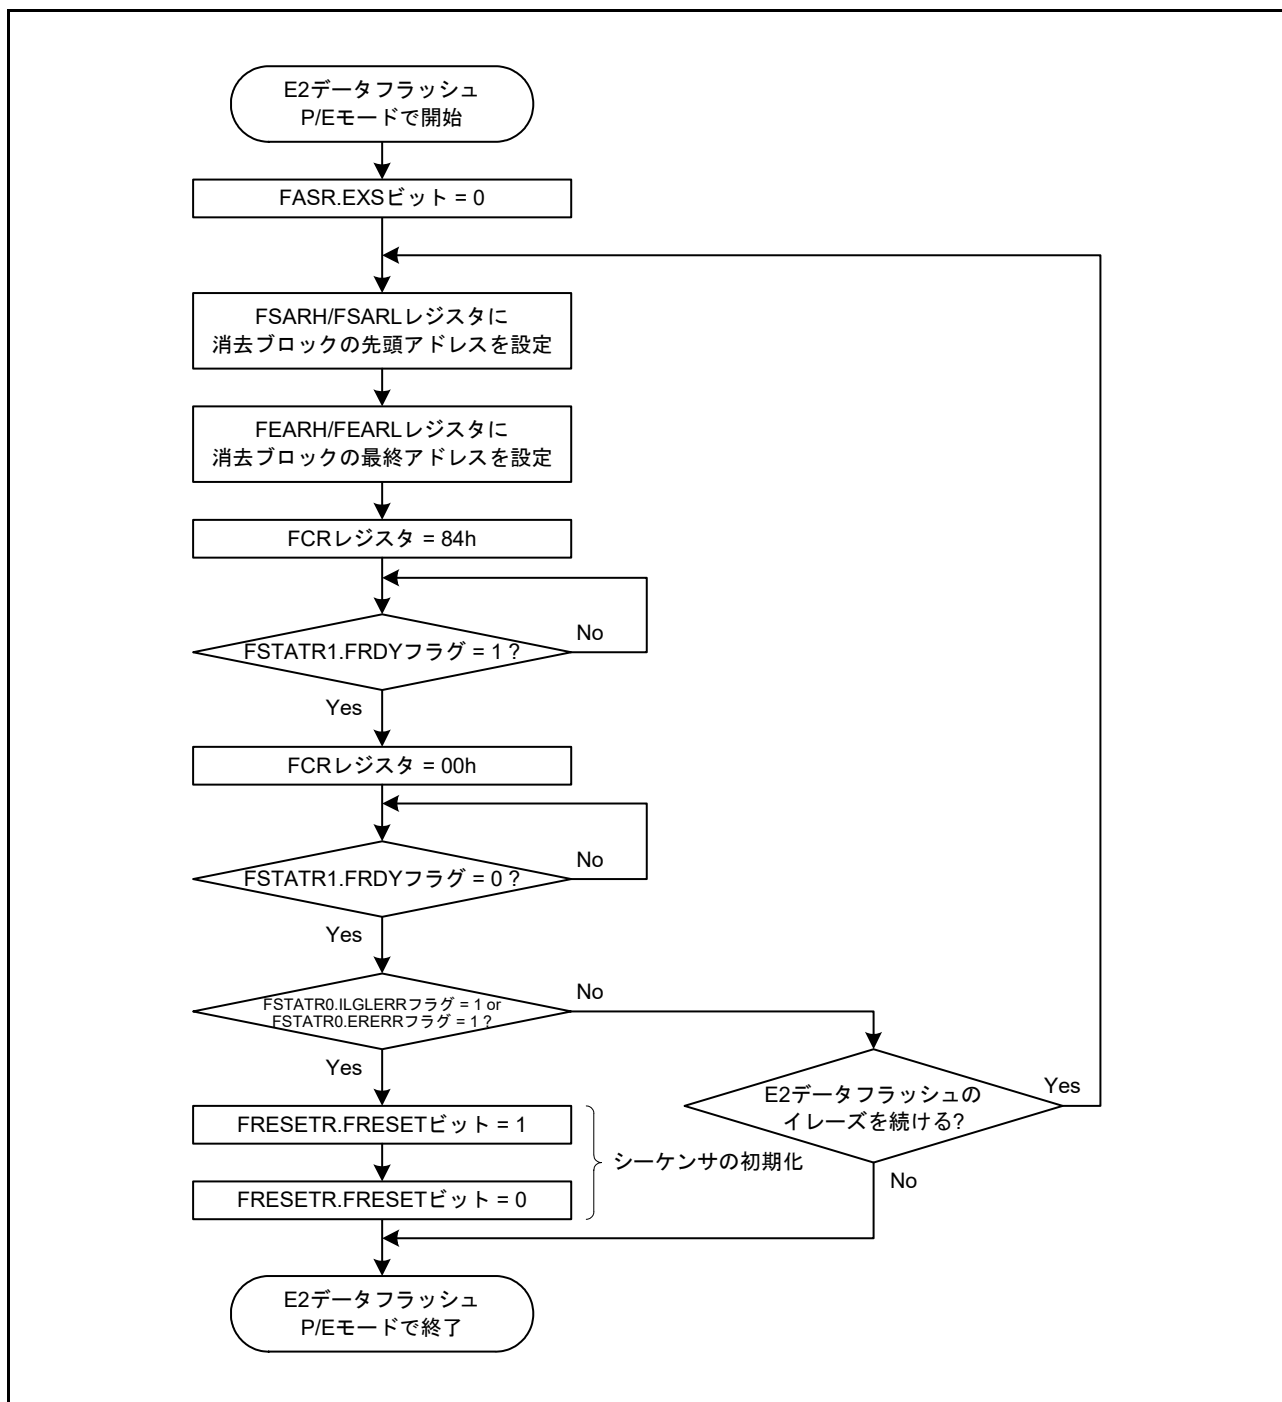 E2データフラッシュ
P/Eモードで開始
FASR.EXSビット = 0
FSARH/FSARLレジスタに
消去ブロックの先頭アドレスを設定
FEARH/FEARLレジスタに
消去ブロックの最終アドレスを設定
FCRレジスタ = 84h
FSTATR1.FRDYフラグ = 1 ?
No
Yes
FCRレジスタ = 00h
FSTATR1.FRDYフラグ = 0 ?
No
Yes
FSTATR0.ILGLERRフラグ = 1 or
FSTATR0.ERERRフラグ = 1 ?
No
Yes
E2データフラッシュの
イレーズを続ける?
Yes
No
FRESETR.FRESETビット = 1
FRESETR.FRESETビット = 0
シーケンサの初期化
E2データフラッシュ
P/Eモードで終了